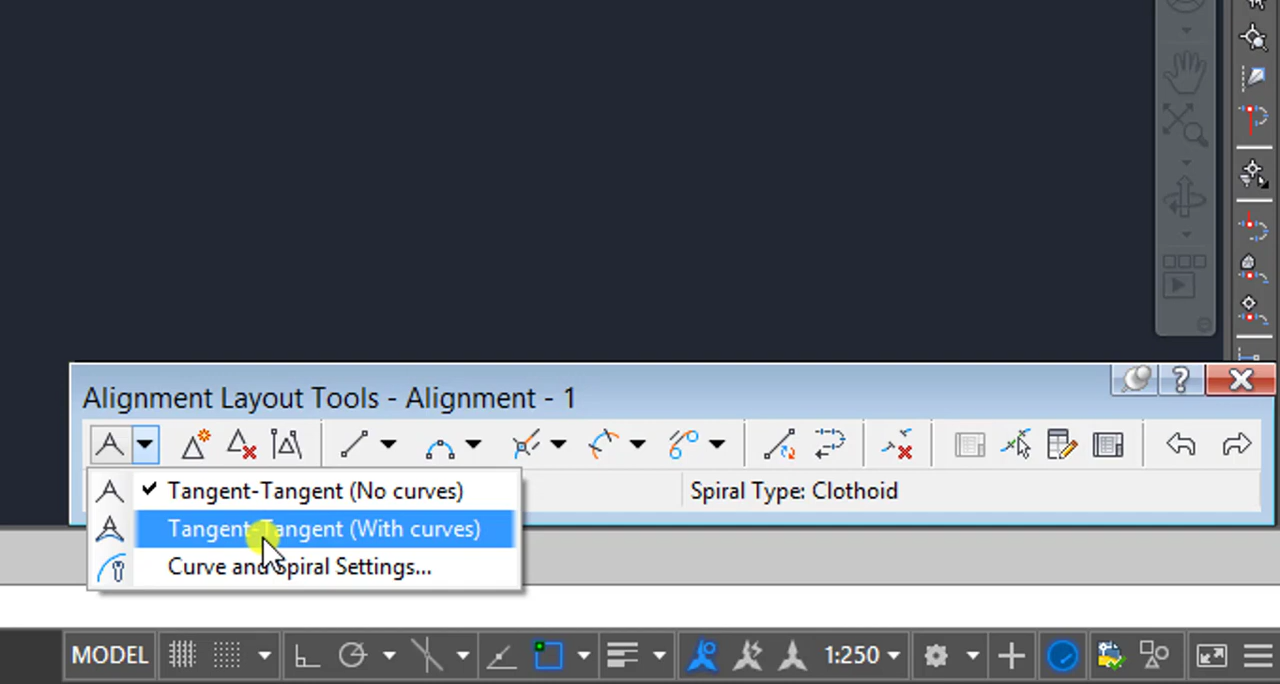 Alignment Layout Tools - Alignment - 1
Tangent-Tangent (No curves)
Spiral Type: Clothoid
Tangent-Tangent (With curves)
Curve and Spiral Settings...
MODEL
1:250